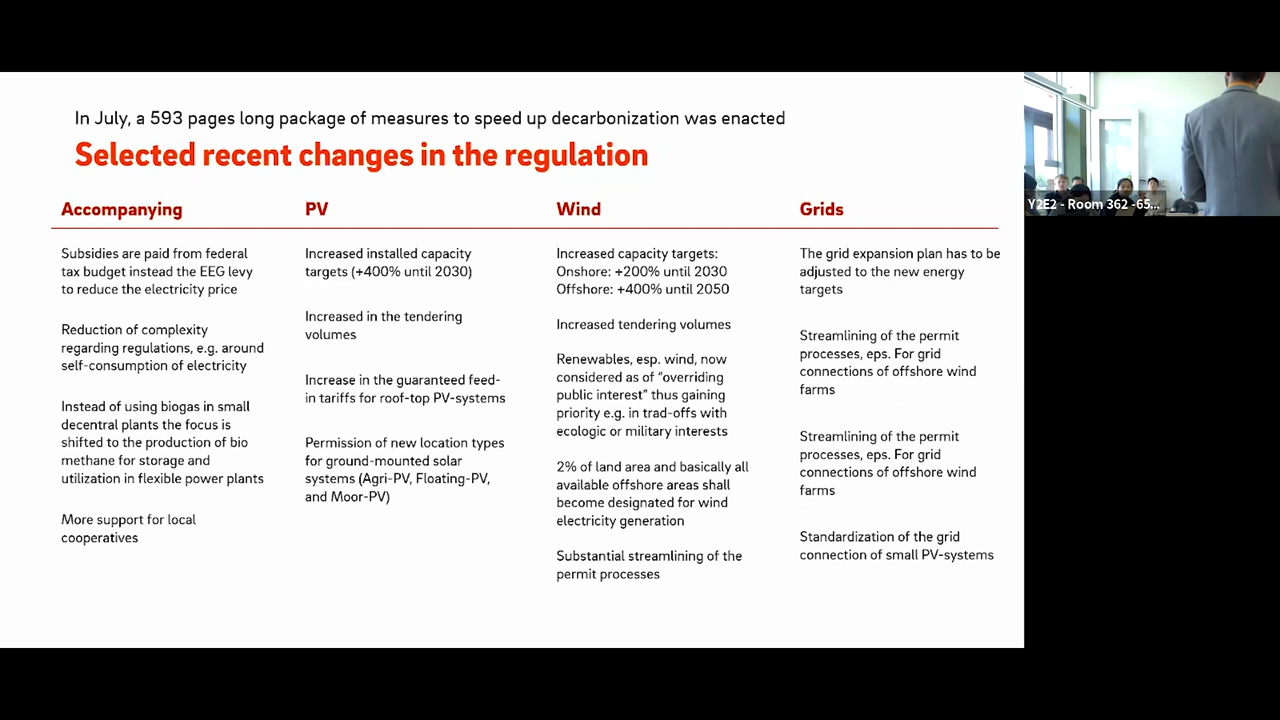 In July, a 593 pages long package of measures to speed up decarbonization was enacted
Selected recent changes in the regulation
Accompanying
Subsidies are paid from federal
tax budget instead the EEG levy
to reduce the electricity price
Reduction of complexity
regarding regulations, e.g. around
self-consumption of electricity
Instead of using biogas in small
decentral plants the focus is
shifted to the production of bio
methane for storage and
utilization in flexible power plants
More support for local
cooperatives
PV
Increased installed capacity
targets (+400% until 2030)
Increased in the tendering
volumes
Increase in the guaranteed feed-
in tariffs for roof-top PV-systems
Permission of new location types
for ground-mounted solar
systems (Agri-PV, Floating-PV,
and Moor-PV)
Wind
Increased capacity targets:
Onshore: +200% until 2030
Offshore: +400% until 2050
Increased tendering volumes
Renewables, esp. wind, now
considered as of “overriding
public interest” thus gaining
priority e.g. in trad-offs with
ecologic or military interests
2% of land area and basically all
available offshore areas shall
become designated for wind
electricity generation
Substantial streamlining of the
permit processes
Grids
The grid expansion plan has to be
adjusted to the new energy
targets
Streamlining of the permit
processes, eps. For grid
connections of offshore wind
farms
Streamlining of the permit
processes, eps. For grid
connections of offshore wind
farms
Standardization of the grid
connection of small PV-systems
Y2E2 - Room 362 -65...